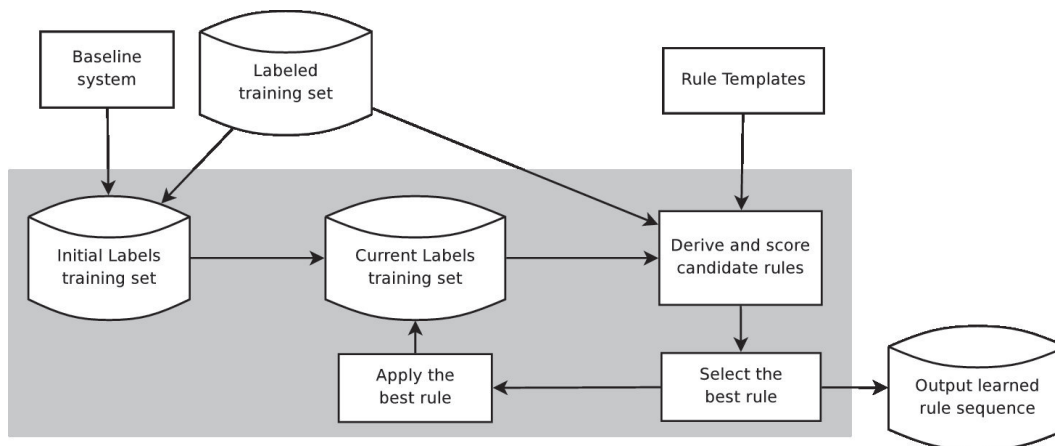 Baseline
system
Labeled
training set
Rule Templates
Initial Labels
training set
Current Labels
training set
Derive and score
candidate rules
Apply the
best rule
Select the
best rule
Output learned
rule sequence